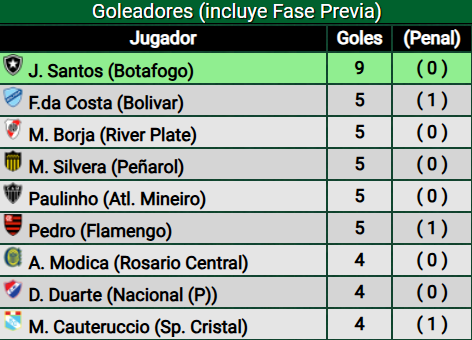 Goleadores (incluye Fase Previa)
Jugador Goles (Penal)
J. Santos (Botafogo) 9 ( 0 )
F.da Costa (Bolivar) 5 ( 1 )
M. Borja (River Plate) 5 ( 0 )
M. Silvera (Peñarol) 5 ( 0 )
Paulinho (Atl. Mineiro) 5 ( 0 )
Pedro (Flamengo) 5 ( 1 )
A. Modica (Rosario Central) 4 ( 0 )
D. Duarte (Nacional (P)) 4 ( 0 )
M. Cauteruccio (Sp. Cristal) 4 ( 1 )